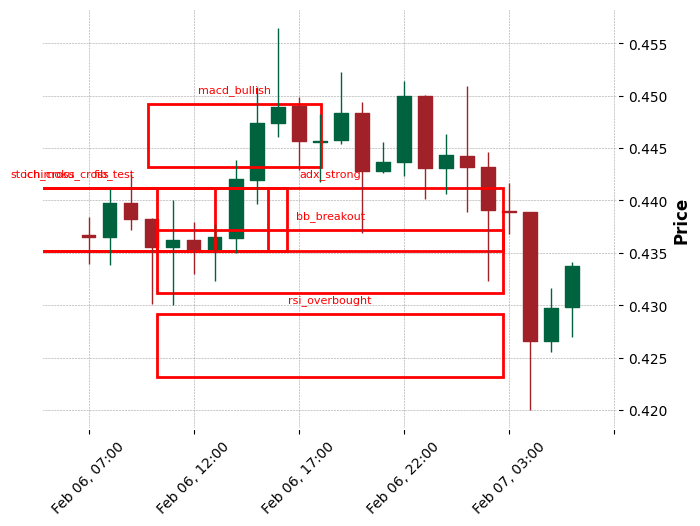 macd_bullish
0.455
0.450
0.445
fib_test
adx_strong
0.440
bb_breakout
0.435
rsi_overbought
0.430
0.425
0.420
Price
Feb 06, 07:00
Feb 06, 12:00
Feb 06, 17:00
Feb 06, 22:00
Feb 07, 03:00